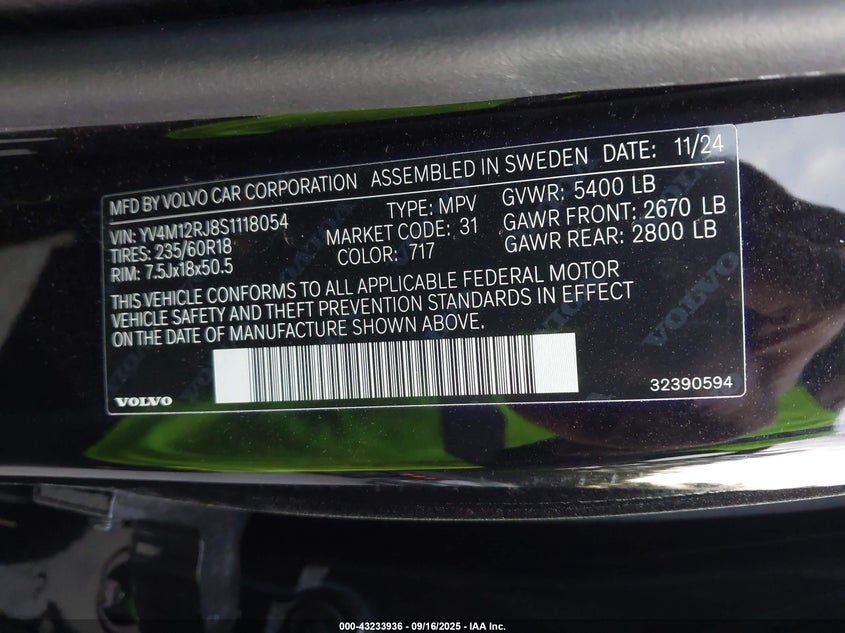 MFD BY VOLVO CAR CORPORATION ASSEMBLED IN SWEDEN DATE: 11/24
VIN: YV4M12RJ8S1118054 TYPE: MPV GVWR: 5400 LB
TIRES: 235/60R18 MARKET CODE: 31 GAWR FRONT: 2670 LB
RIM: 7.5Jx18x50.5 COLOR: 717 GAWR REAR: 2800 LB
THIS VEHICLE CONFORMS TO ALL APPLICABLE FEDERAL MOTOR
VEHICLE SAFETY AND THEFT PREVENTION STANDARDS IN EFFECT
ON THE DATE OF MANUFACTURE SHOWN ABOVE.
VOLVO 32390594
000-43233936 - 09/16/2025 - IAA Inc.